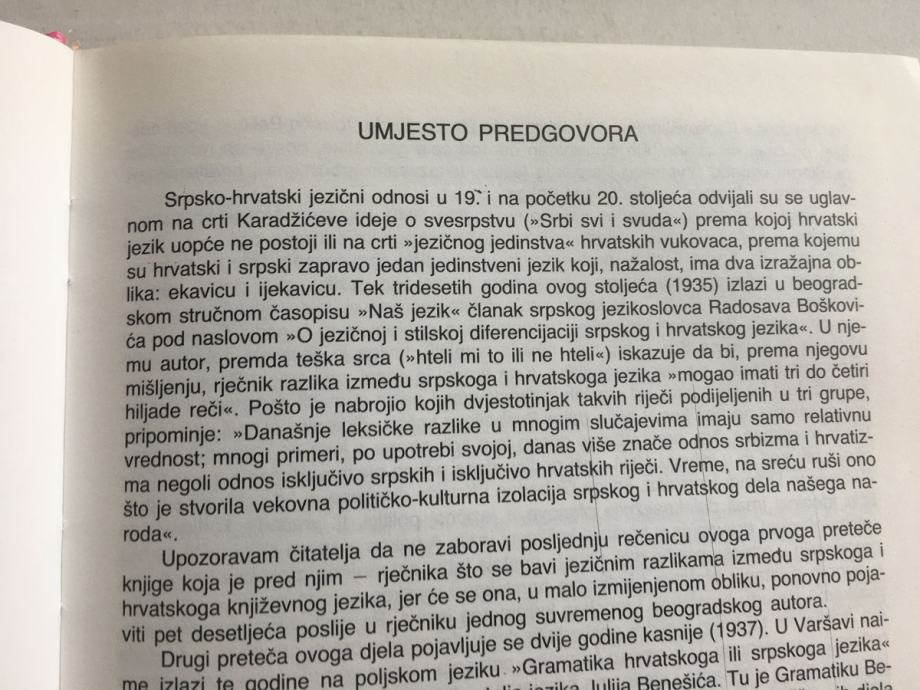 UMJESTO PREDGOVORA
Srpsko-hrvatski jezični odnosi u 19. i na početku 20. stoljeća odvijali su se uglav-
nom na crti Karadžićeve ideje o svesrpstvu (»Srbi svi i svuda«) prema kojoj hrvatski
jezik uopće ne postoji ili na crti »jezičnog jedinstva« hrvatskih vukovaca, prema kojemu
su hrvatski i srpski zapravo jedan jedinstveni jezik koji, nažalost, ima dva izražajna ob-
lika: ekavicu i ijekavicu. Tek tridesetih godina ovog stoljeća (1935) izlazi u beograd-
skom stručnom časopisu »Naš jezik« članak srpskog jezikoslovca Radosava Boškovi-
ća pod naslovom »O jezičnoj i stilskoj diferencijaciji srpskog i hrvatskog jezika«. U nje-
mu autor, premda teška srca (»hteli mi to ili ne hteli«) iskazuje da bi, prema njegovu
mišljenju, rječnik razlika između srpskoga i hrvatskoga jezika »mogao imati tri do četiri
hiljade reči«. Pošto je nabrojio kojih dvjestotinjak takvih riječi podijeljenih u tri grupe,
pripominje: »Današnje leksičke razlike u mnogim slučajevima imaju samo relativnu
vrednost; mnogi primeri, po upotrebi svojoj, danas više znače odnos srbizma i hrvatiz-
ma negoli odnos isključivo srpskih i isključivo hrvatskih riječi. Vreme, na sreću ruši ono
što je stvorila vekovna političko-kulturna izolacija srpskog i hrvatskog dela našega na-
roda«.
Upozoravam čitatelja da ne zaboravi posljednju rečenicu ovoga prvoga preteče
knjige koja je pred njim — rječnika što se bavi jezičnim razlikama između srpskoga i
hrvatskoga književnog jezika, jer će se ona, u malo izmijenjenom obliku, ponovno poja-
viti pet desetljeća poslije u rječniku jednog suvremenog beogradskog autora.
Drugi preteča ovoga djela pojavljuje se dvije godine kasnije (1937). U Varšavi nai-
me izlazi te godine na poljskom jeziku »Gramatika hrvatskoga ili srpskoga jezika«
jezika Julija Benešića. Tu je Gramatiku Be-